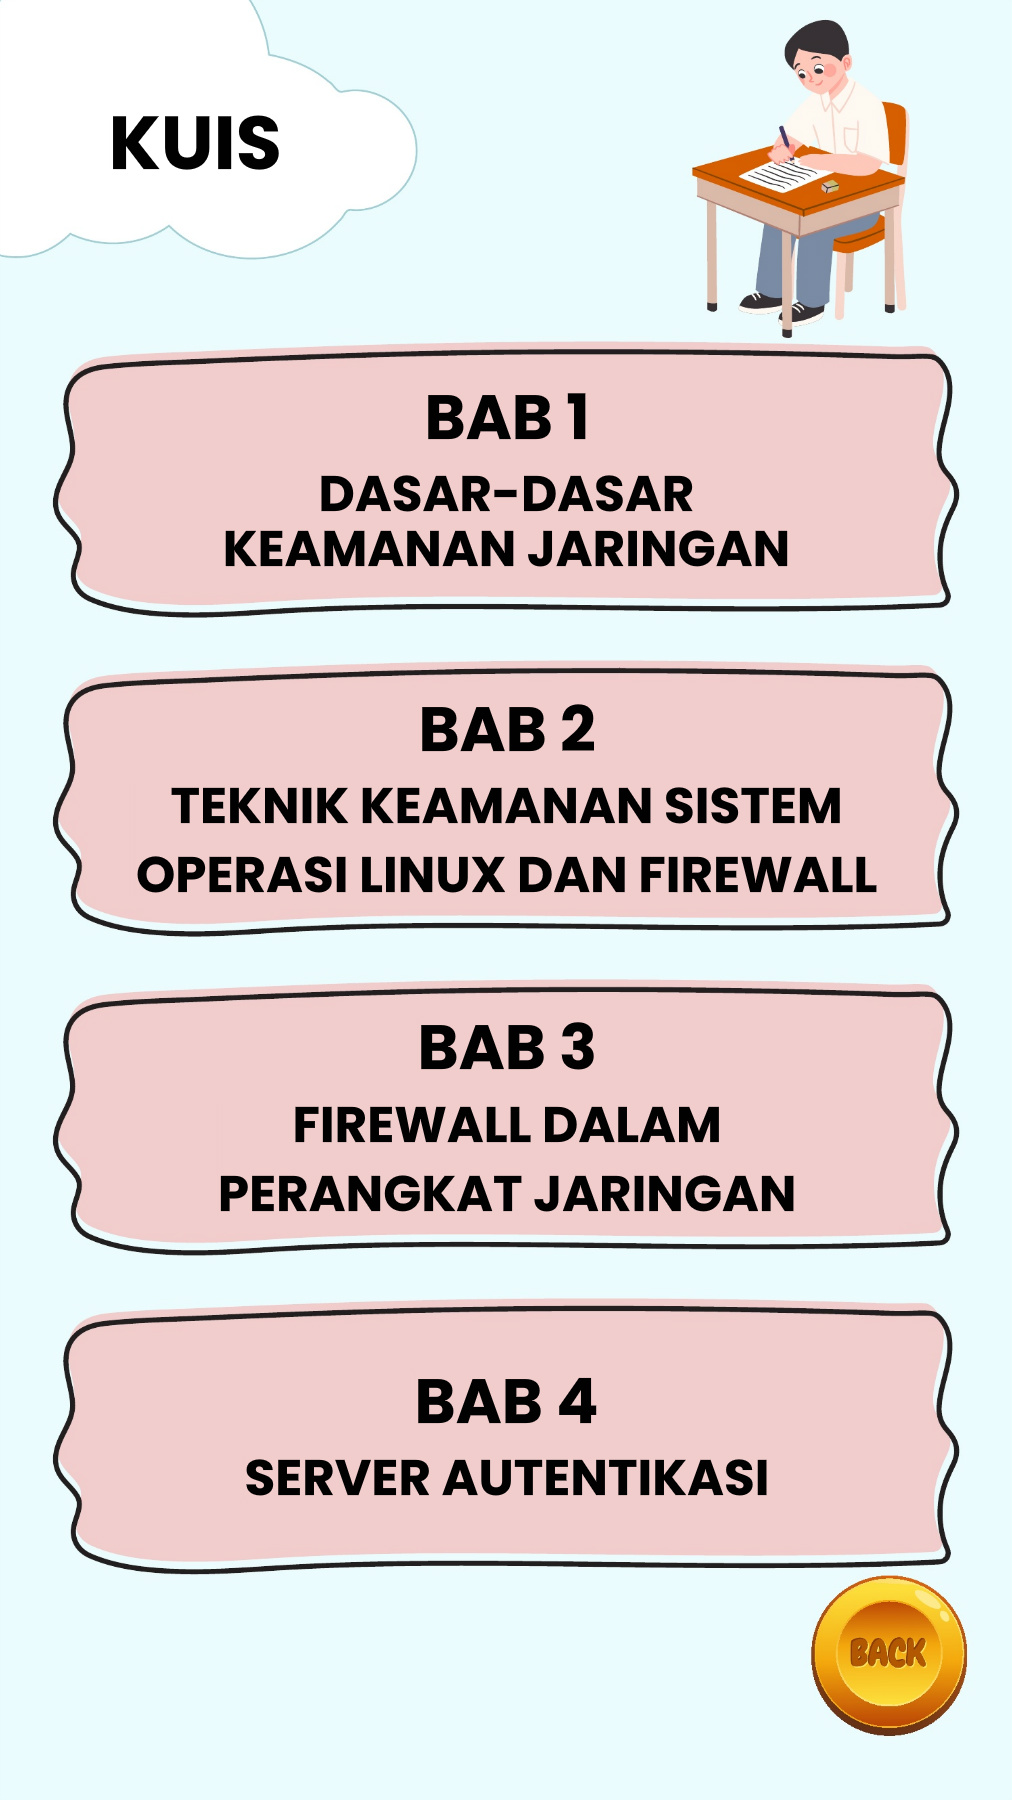 KUIS
BAB 1
DASAR-DASAR
KEAMANAN JARINGAN
BAB 2
TEKNIK KEAMANAN SISTEM
OPERASI LINUX DAN FIREWALL
BAB 3
FIREWALL DALAM
PERANGKAT JARINGAN
BAB 4
SERVER AUTENTIKASI
BACK